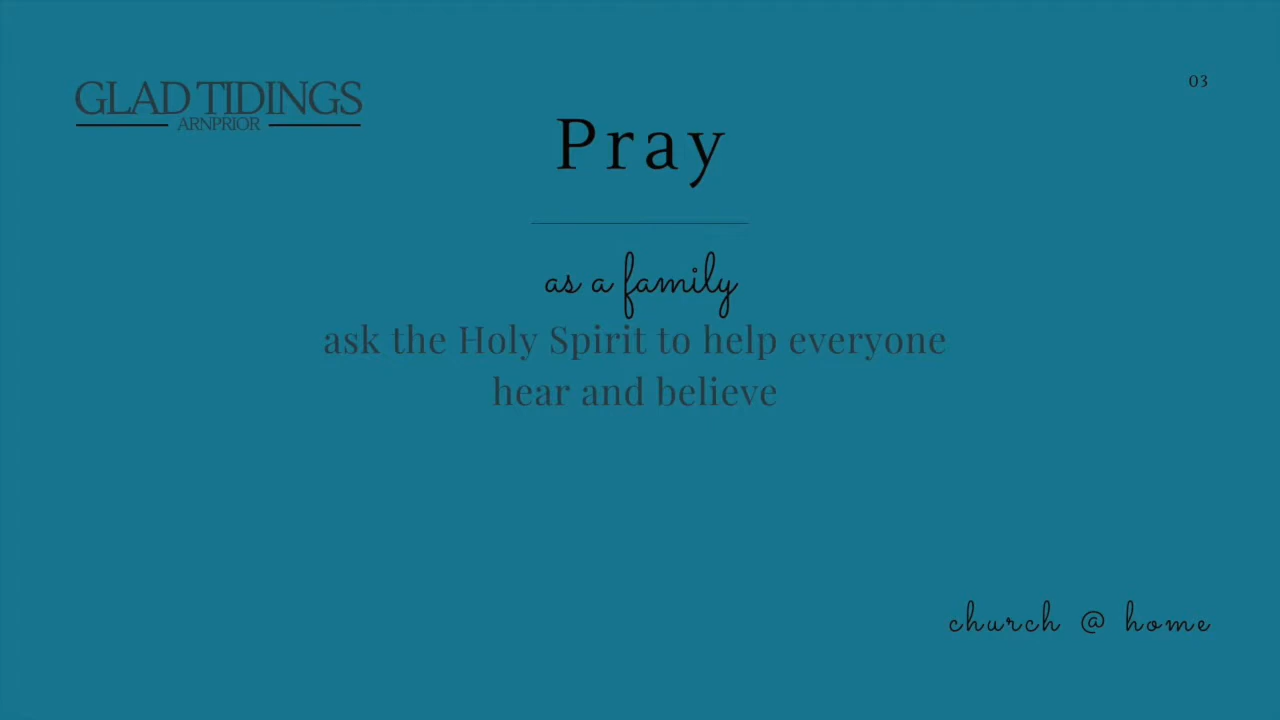 GLAD TIDINGS
ARNPRIOR
03
Pray
as a family
ask the Holy Spirit to help everyone
hear and believe
church @ home